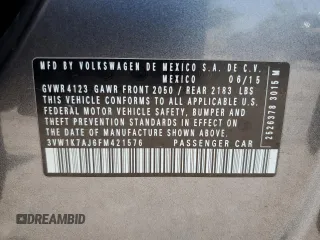 MFD BY VOLKSWAGEN DE MEXICO S.A. DE C.V.
MEXICO 06/15
GVWR 4123 GAWR FRONT 2050 / REAR 2183 LBS
THIS VEHICLE CONFORMS TO ALL APPLICABLE U.S.
FEDERAL MOTOR VEHICLE SAFETY, BUMPER AND
THEFT PREVENTION STANDARDS IN EFFECT ON THE
DATE OF MANUFACTURE SHOWN ABOVE.
3VW1K7AJ6FM421576 PASSENGER CAR
2526378 3015 M
DREAMBID